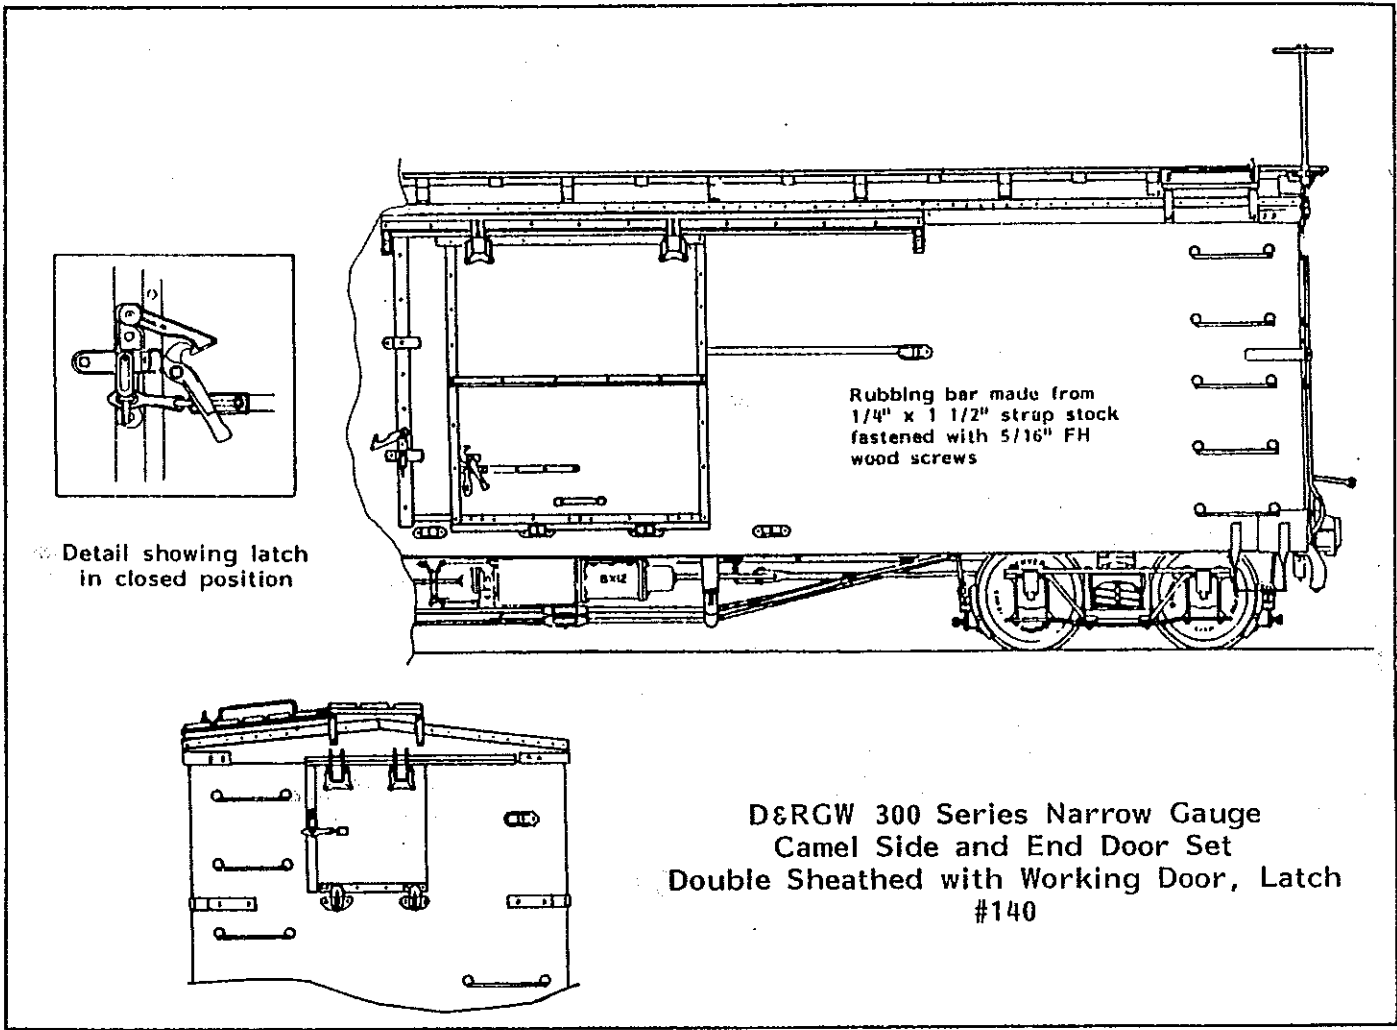 Rubbing bar made from
1/4" x 1 1/2" strap stock
fastened with 5/16" FH
wood screws
Detail showing latch
in closed position
8X12
D&RGW 300 Series Narrow Gauge
Camel Side and End Door Set
Double Sheathed with Working Door, Latch
#140